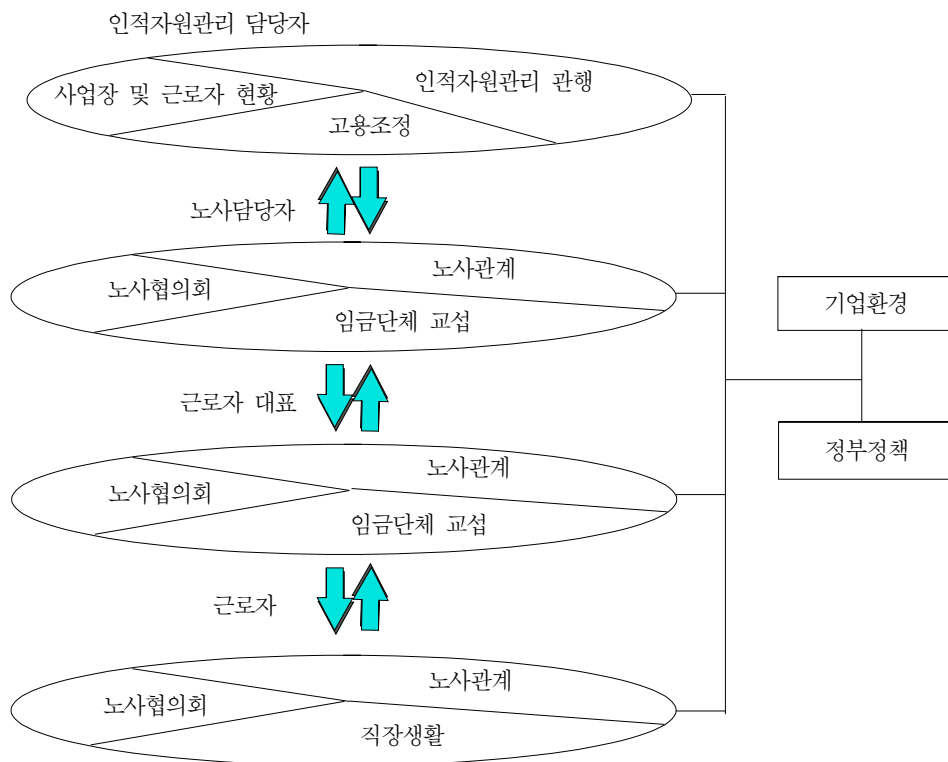 인적자원관리 담당자
사업장 및 근로자 현황
인적자원관리 관행
고용조정
노사담당자
노사협의회
노사관계
임금단체 교섭
기업환경
근로자 대표
노사협의회
노사관계
임금단체 교섭
정부정책
근로자
노사협의회
노사관계
직장생활